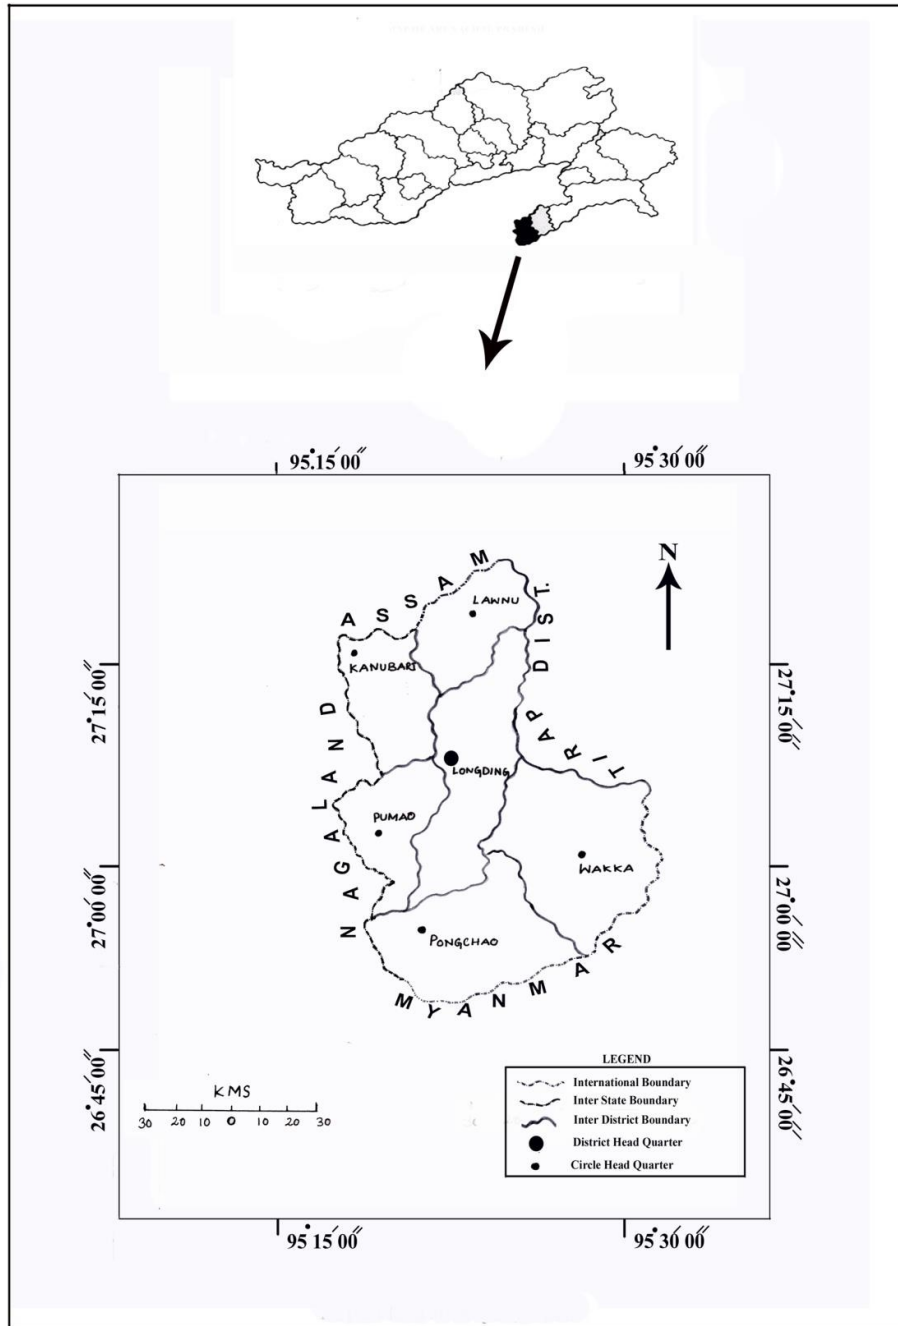 95° 15′ 00″
95° 30′ 00″
N
ASSAM
LAWNU
KANUBARI
TIRAP DIST.
27° 15′ 00″
27° 15′ 00″
NAGALAND
LONGDING
PUMAO
WAKKA
27° 00′ 00″
27° 00′ 00″
PONGCHAO
MYANMAR
26° 45′ 00″
26° 45′ 00″
KMS
30 20 10 0 10 20 30
LEGEND
International Boundary
Inter State Boundary
Inter District Boundary
District Head Quarter
Circle Head Quarter
95° 15′ 00″
95° 30′ 00″